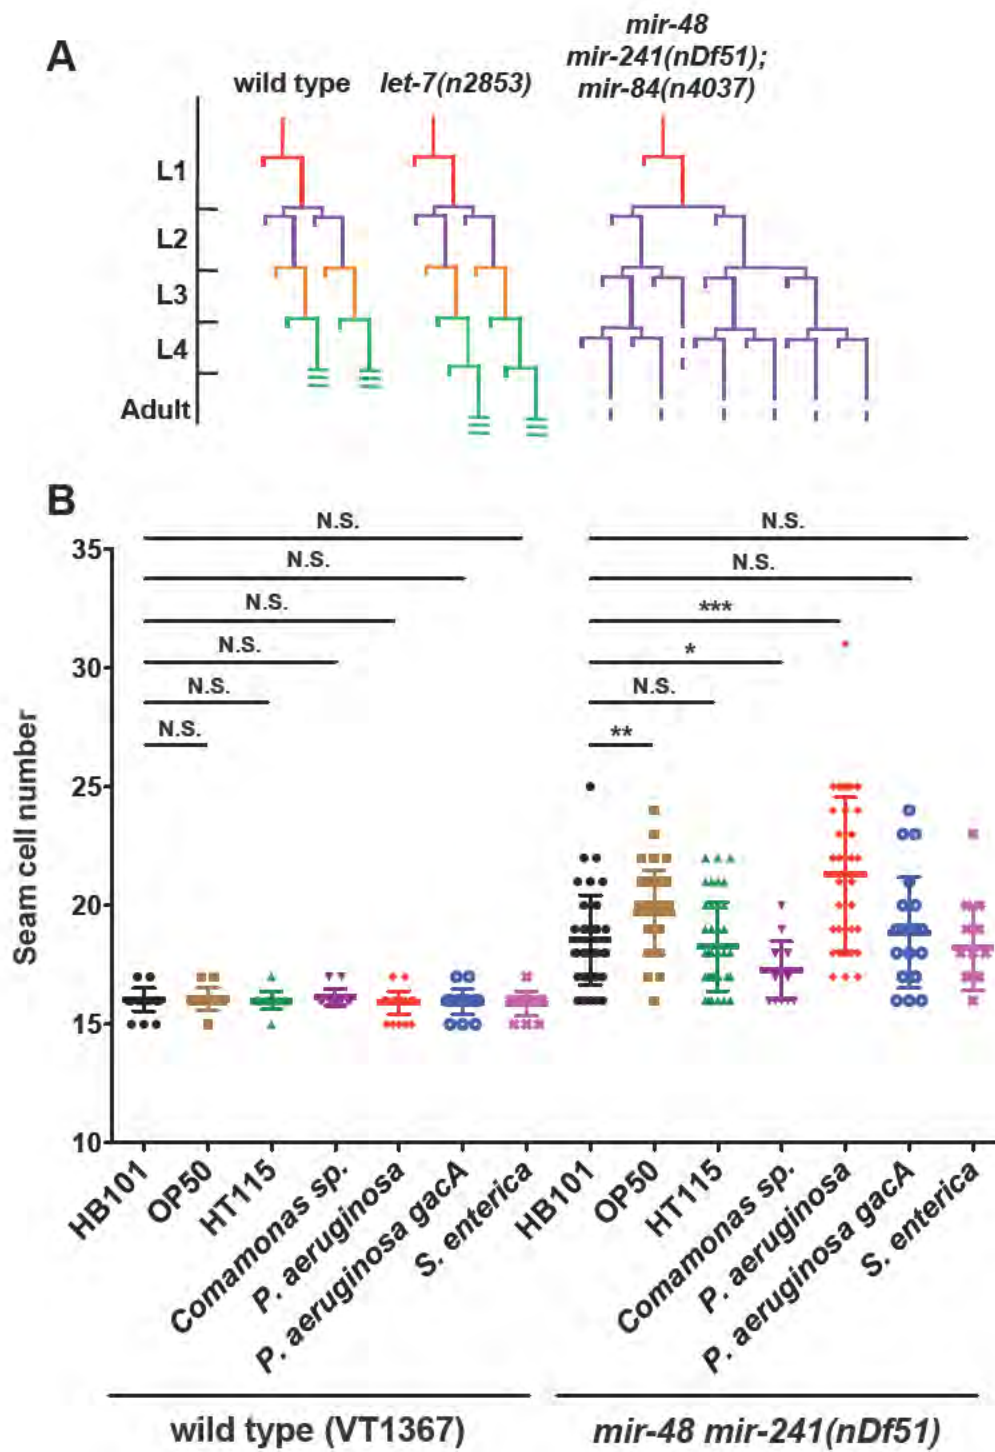 A
wild type
let-7(n2853)
mir-48
mir-241(nDf51);
mir-84(n4037)
L1
L2
L3
L4
Adult
B
N.S.
N.S.
N.S.
N.S.
N.S.
N.S.
N.S.
N.S.
***
*
N.S.
**
Seam cell number
35
30
25
20
15
10
HB101
OP50
HT115
Comamonas sp.
P. aeruginosa
P. aeruginosa gacA
S. enterica
HB101
OP50
HT115
Comamonas sp.
P. aeruginosa
P. aeruginosa gacA
S. enterica
wild type (VT1367)
mir-48 mir-241(nDf51)